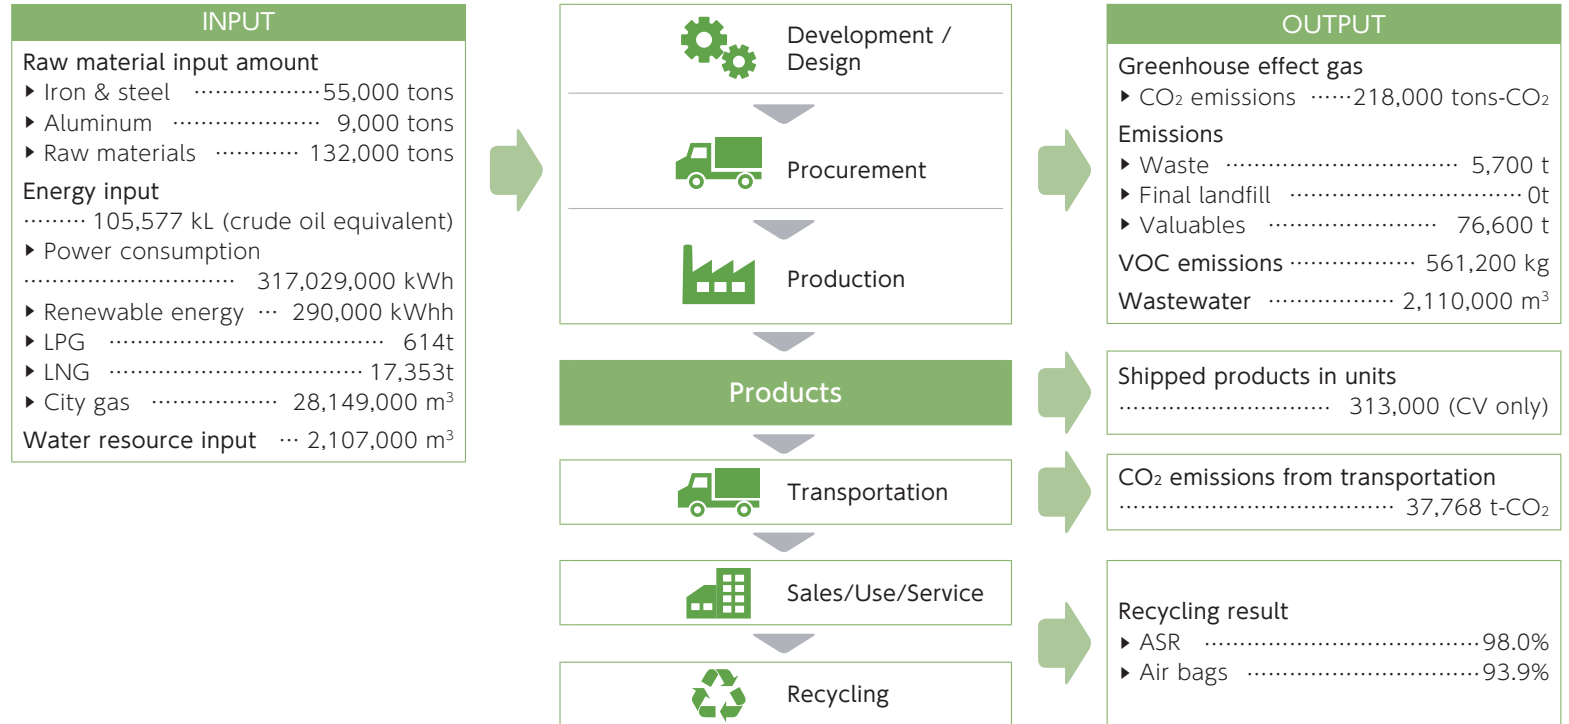 INPUT
Raw material input amount
▶ Iron & steel ·················· 55,000 tons
▶ Aluminum ····················· 9,000 tons
▶ Raw materials ············ 132,000 tons
Energy input
········· 105,577 kL (crude oil equivalent)
▶ Power consumption
······························ 317,029,000 kWh
▶ Renewable energy ··· 290,000 kWhh
▶ LPG ······································· 614t
▶ LNG ···································· 17,353t
▶ City gas ·················· 28,149,000 m³
Water resource input ··· 2,107,000 m³
Development /
Design
Procurement
Production
Products
Transportation
Sales/Use/Service
Recycling
OUTPUT
Greenhouse effect gas
▶ CO₂ emissions ······218,000 tons-CO₂
Emissions
▶ Waste ································· 5,700 t
▶ Final landfill ································· 0t
▶ Valuables ························ 76,600 t
VOC emissions ·················· 561,200 kg
Wastewater ·················· 2,110,000 m³
Shipped products in units
······························ 313,000 (CV only)
CO₂ emissions from transportation
······································· 37,768 t-CO₂
Recycling result
▶ ASR ······································· 98.0%
▶ Air bags ································· 93.9%